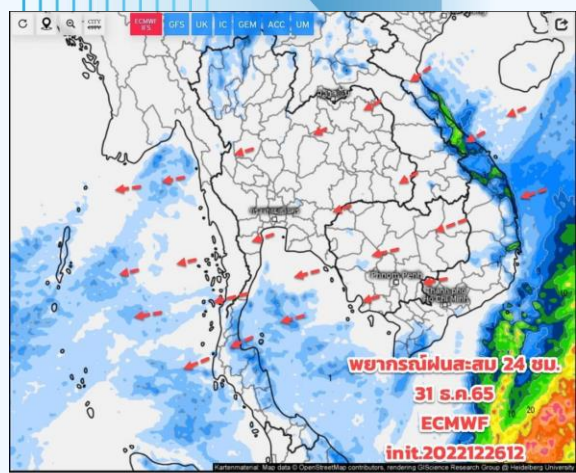 CITY
ECMWF
IFS
GFS
UK
IC
GEM
ACC
UM
Phnom Penh
พยากรณ์ฝนสะสม 24 ชม.
31 ธ.ค.65
ECMWF
init.2022122612
Kartenmaterial: Map data © OpenStreetMap contributors, rendering GIScience Research Group @ Heidelberg University